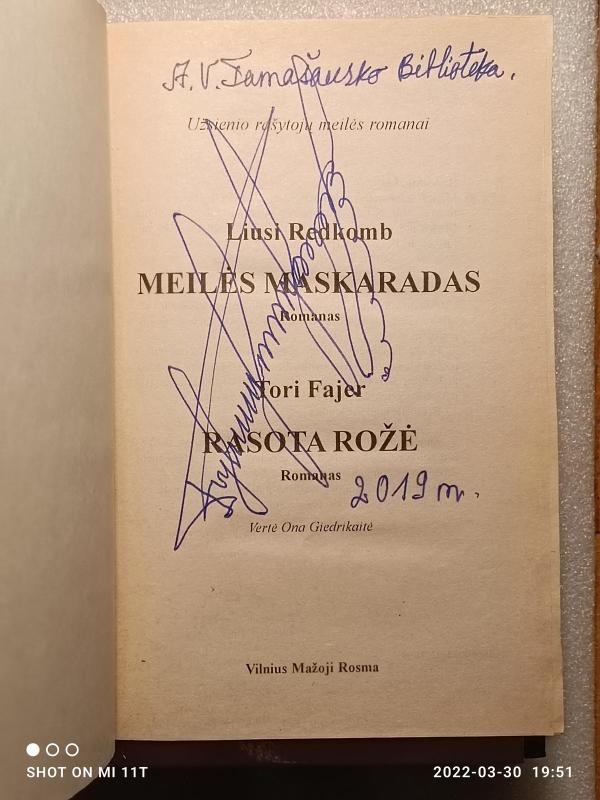 A. V. Tamašausko Biblioteka.
Užsienio rašytojų meilės romanai
Liusi Redkomb
MEILĖS MASKARADAS
Romanas
Tori Fajer
RASOTA ROŽĖ
Romanas
2019 m.
Vertė Ona Giedrikaitė
Vilnius Mažoji Rosma
SHOT ON MI 11T
2022-03-30 19:51